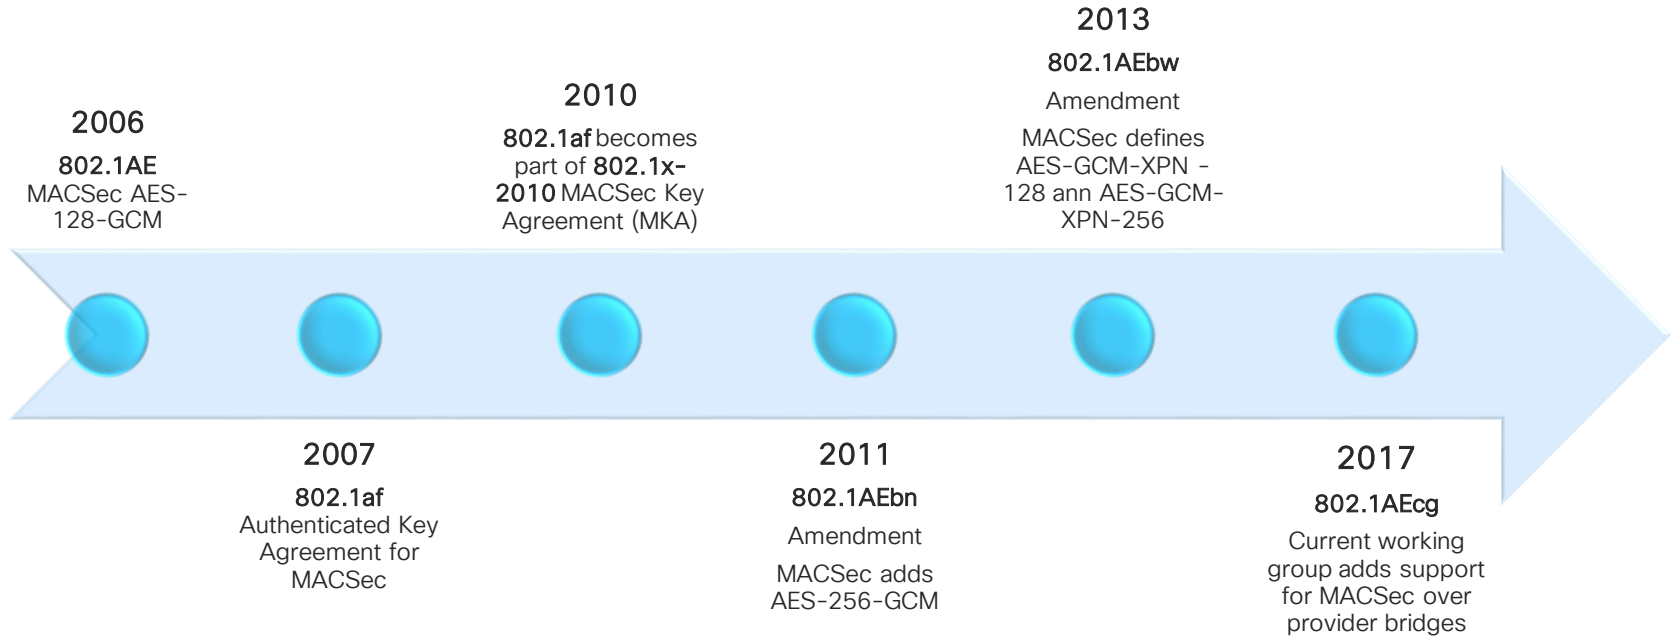 2006
802.1AE
MACSec AES-
128-GCM
2007
802.1af
Authenticated Key
Agreement for
MACSec
2010
802.1af becomes
part of 802.1x-
2010 MACSec Key
Agreement (MKA)
2011
802.1AEbn
Amendment
MACSec adds
AES-256-GCM
2013
802.1AEbw
Amendment
MACSec defines
AES-GCM-XPN -
128 ann AES-GCM-
XPN-256
2017
802.1AEcg
Current working
group adds support
for MACSec over
provider bridges